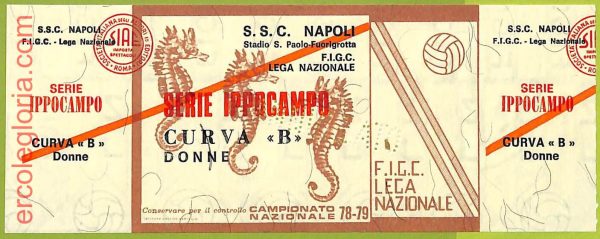 ercolegloria.com
S.S.C. NAPOLI
F.I.G.C. - Lega Nazionale
SIAE
SERIE
IPPOCAMPO
CURVA «B»
Donne
S.S.C. NAPOLI
Stadio S. Paolo-Fuorigrotta
F.I.G.C.
LEGA NAZIONALE
SERIE IPPOCAMPO
CURVA «B»
DONNE
Conservare per il controllo CAMPIONATO
NAZIONALE 78-79
F.I.G.C.
LEGA
NAZIONALE
S.S.C. NAPOLI
F.I.G.C. - Lega Nazionale
SERIE
IPPOCAMPO
CURVA «B»
Donne